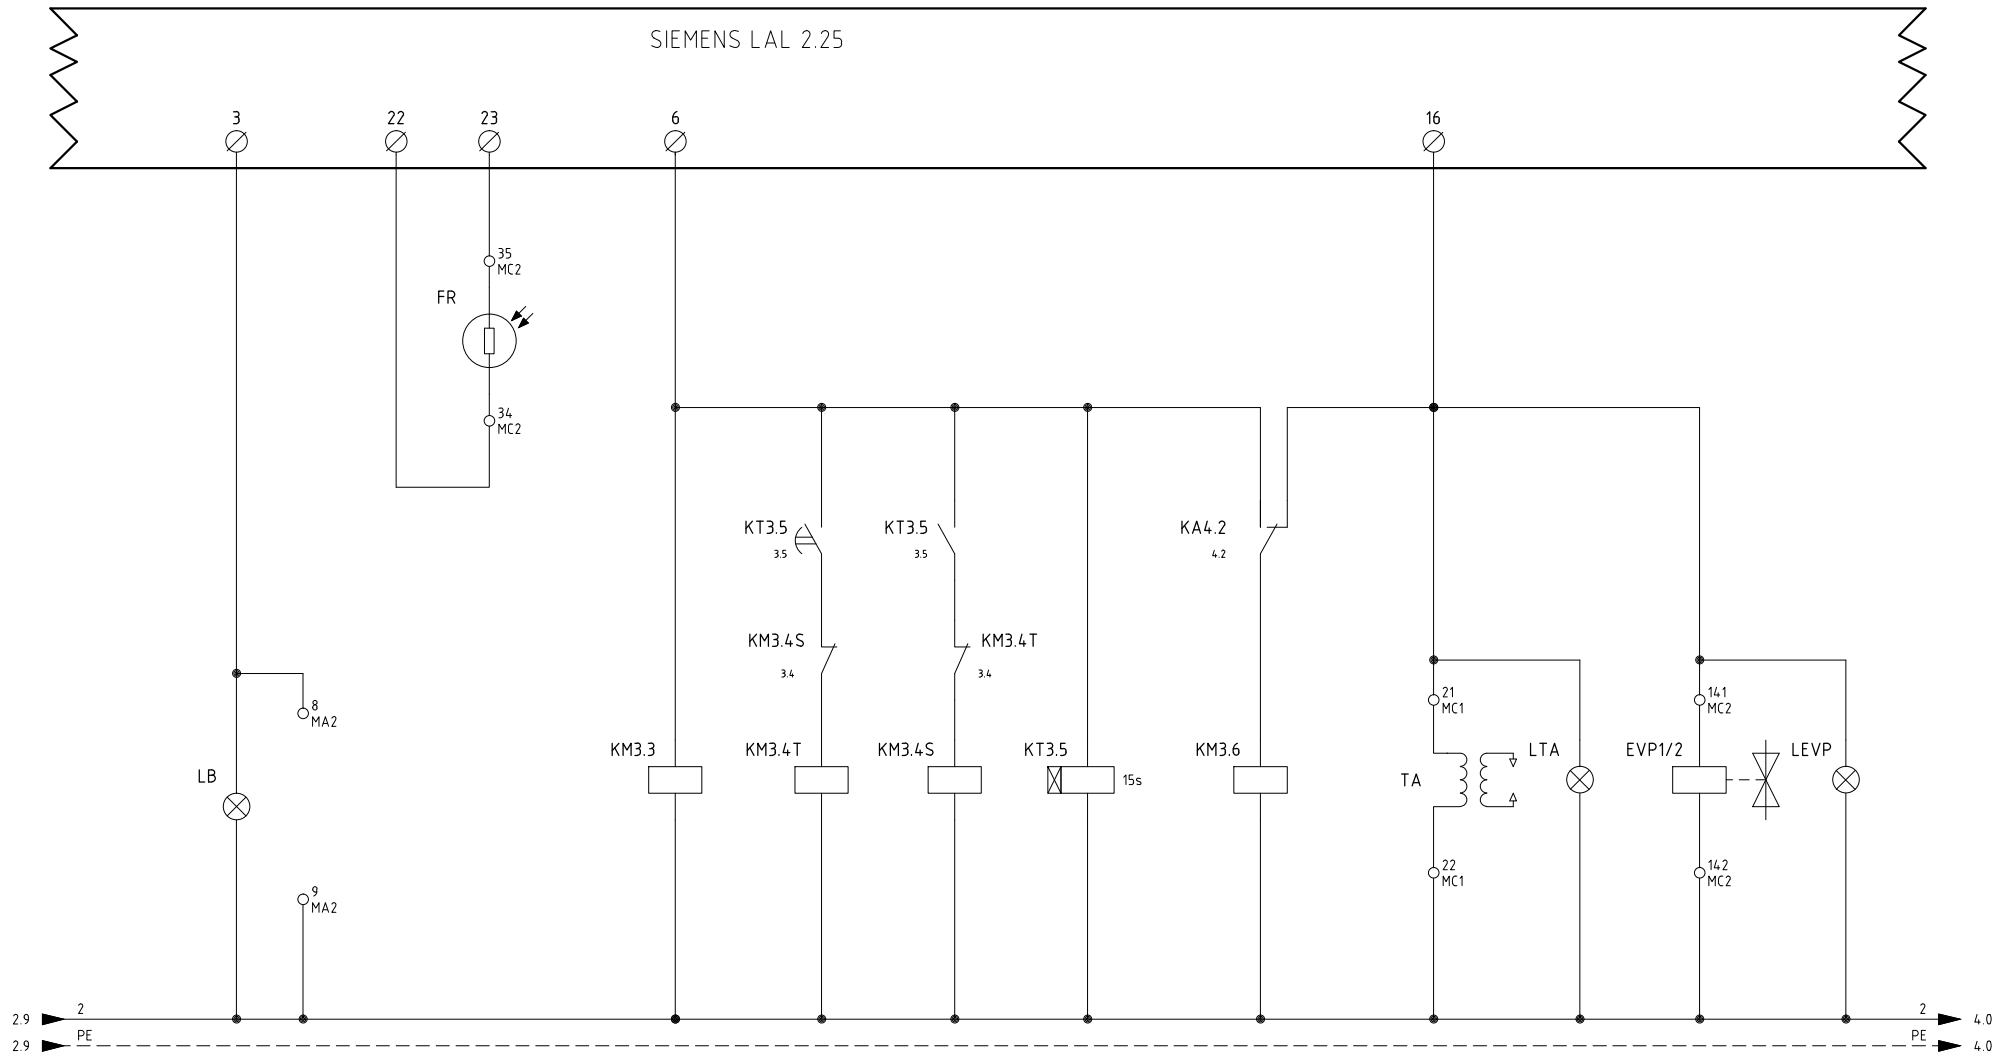 SIEMENS LAL 2.25
3 22 23 6 16
35
MC2
FR
34
MC2
KT3.5 KT3.5 KA4.2
3.5 3.5 4.2
KM3.4S KM3.4T
3.4 3.4
8
MA2
21
MC1
141
MC2
KM3.3 KM3.4T KM3.4S KT3.5 KM3.6 LTA EVP1/2 LEVP
LB 15s TA
22
MC1
142
MC2
9
MA2
2.9 2 2 4.0
2.9 PE PE 4.0